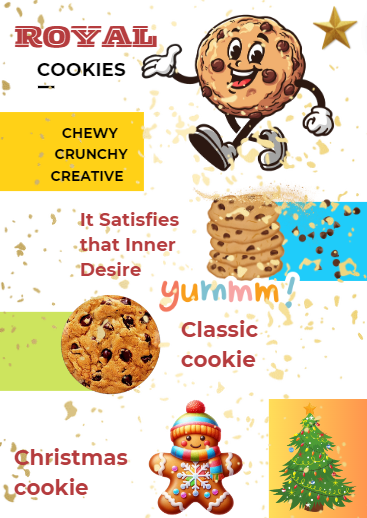 ROYAL
COOKIES
CHEWY
CRUNCHY
CREATIVE
It Satisfies
that Inner
Desire
yummm!
Classic
cookie
Christmas
cookie